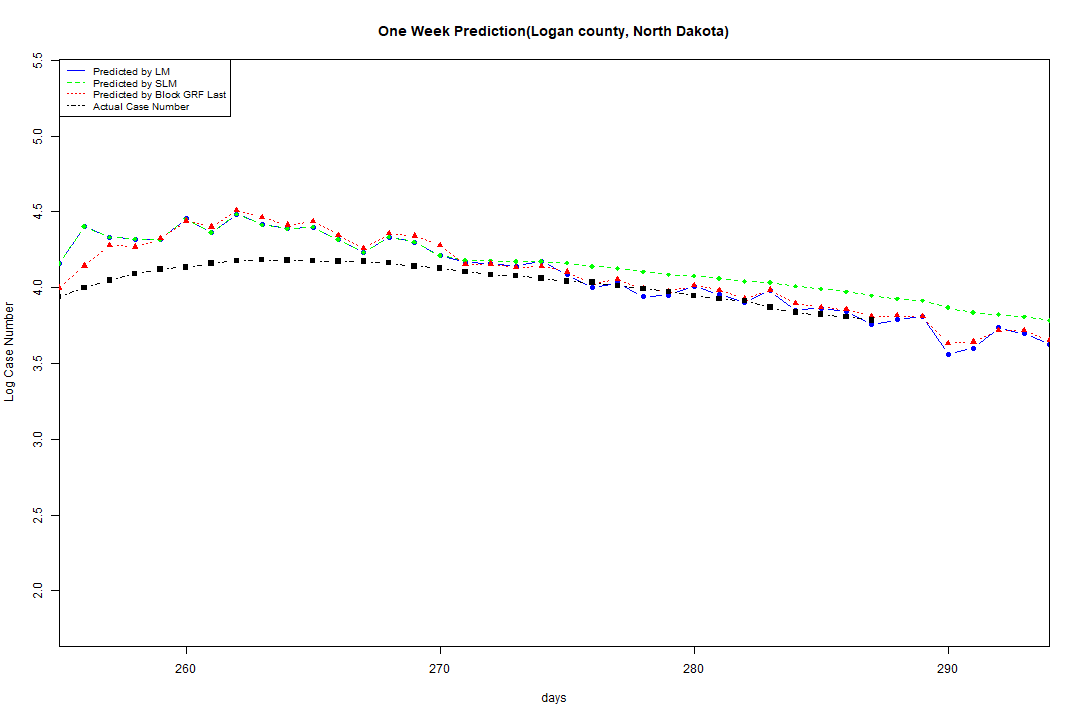 One Week Prediction(Logan county, North Dakota)
Predicted by LM
Predicted by SLM
Predicted by Block GRF Last
Actual Case Number
5.5
5.0
4.5
4.0
3.5
3.0
2.5
2.0
Log Case Number
260 270 280 290
days